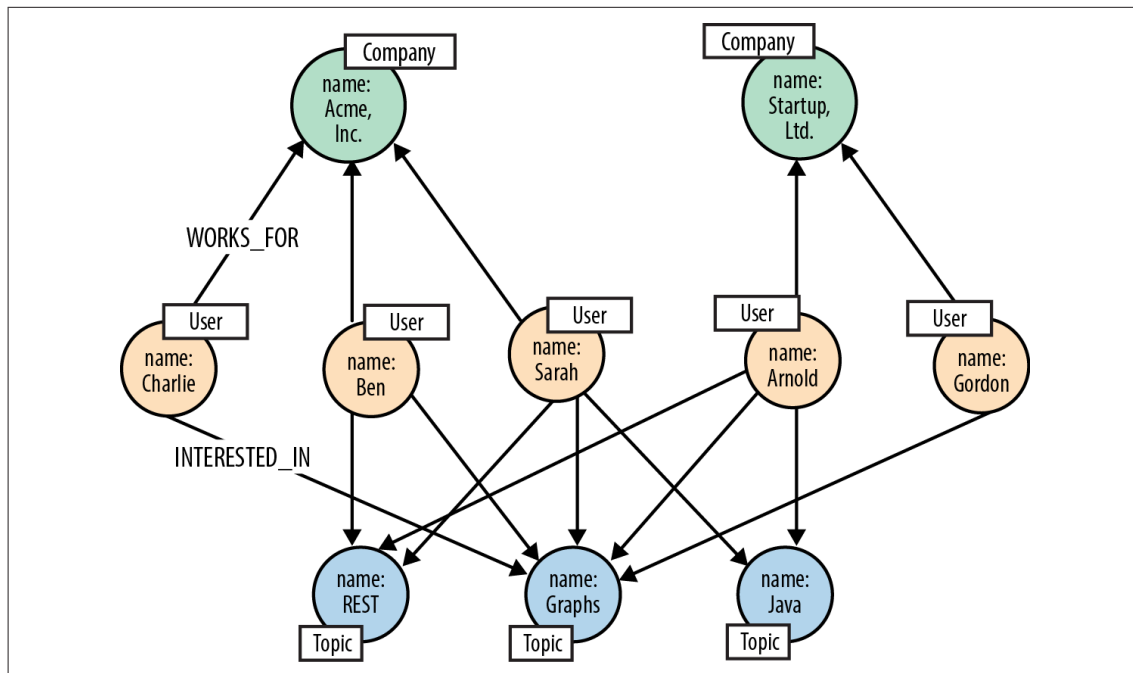 Company
name:
Acme,
Inc.
Company
name:
Startup,
Ltd.
WORKS_FOR
User
name:
Charlie
User
name:
Ben
User
name:
Sarah
User
name:
Arnold
User
name:
Gordon
INTERESTED_IN
name:
REST
Topic
name:
Graphs
Topic
name:
Java
Topic